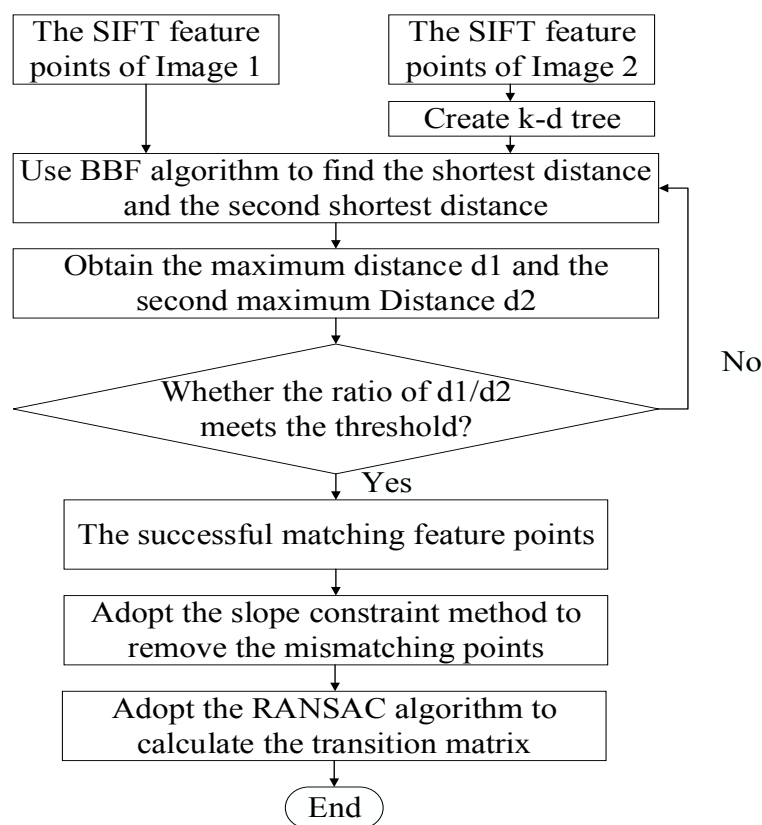 The SIFT feature
points of Image 1
The SIFT feature
points of Image 2
Create k-d tree
Use BBF algorithm to find the shortest distance
and the second shortest distance
Obtain the maximum distance d1 and the
second maximum Distance d2
Whether the ratio of d1/d2
meets the threshold?
No
Yes
The successful matching feature points
Adopt the slope constraint method to
remove the mismatching points
Adopt the RANSAC algorithm to
calculate the transition matrix
End